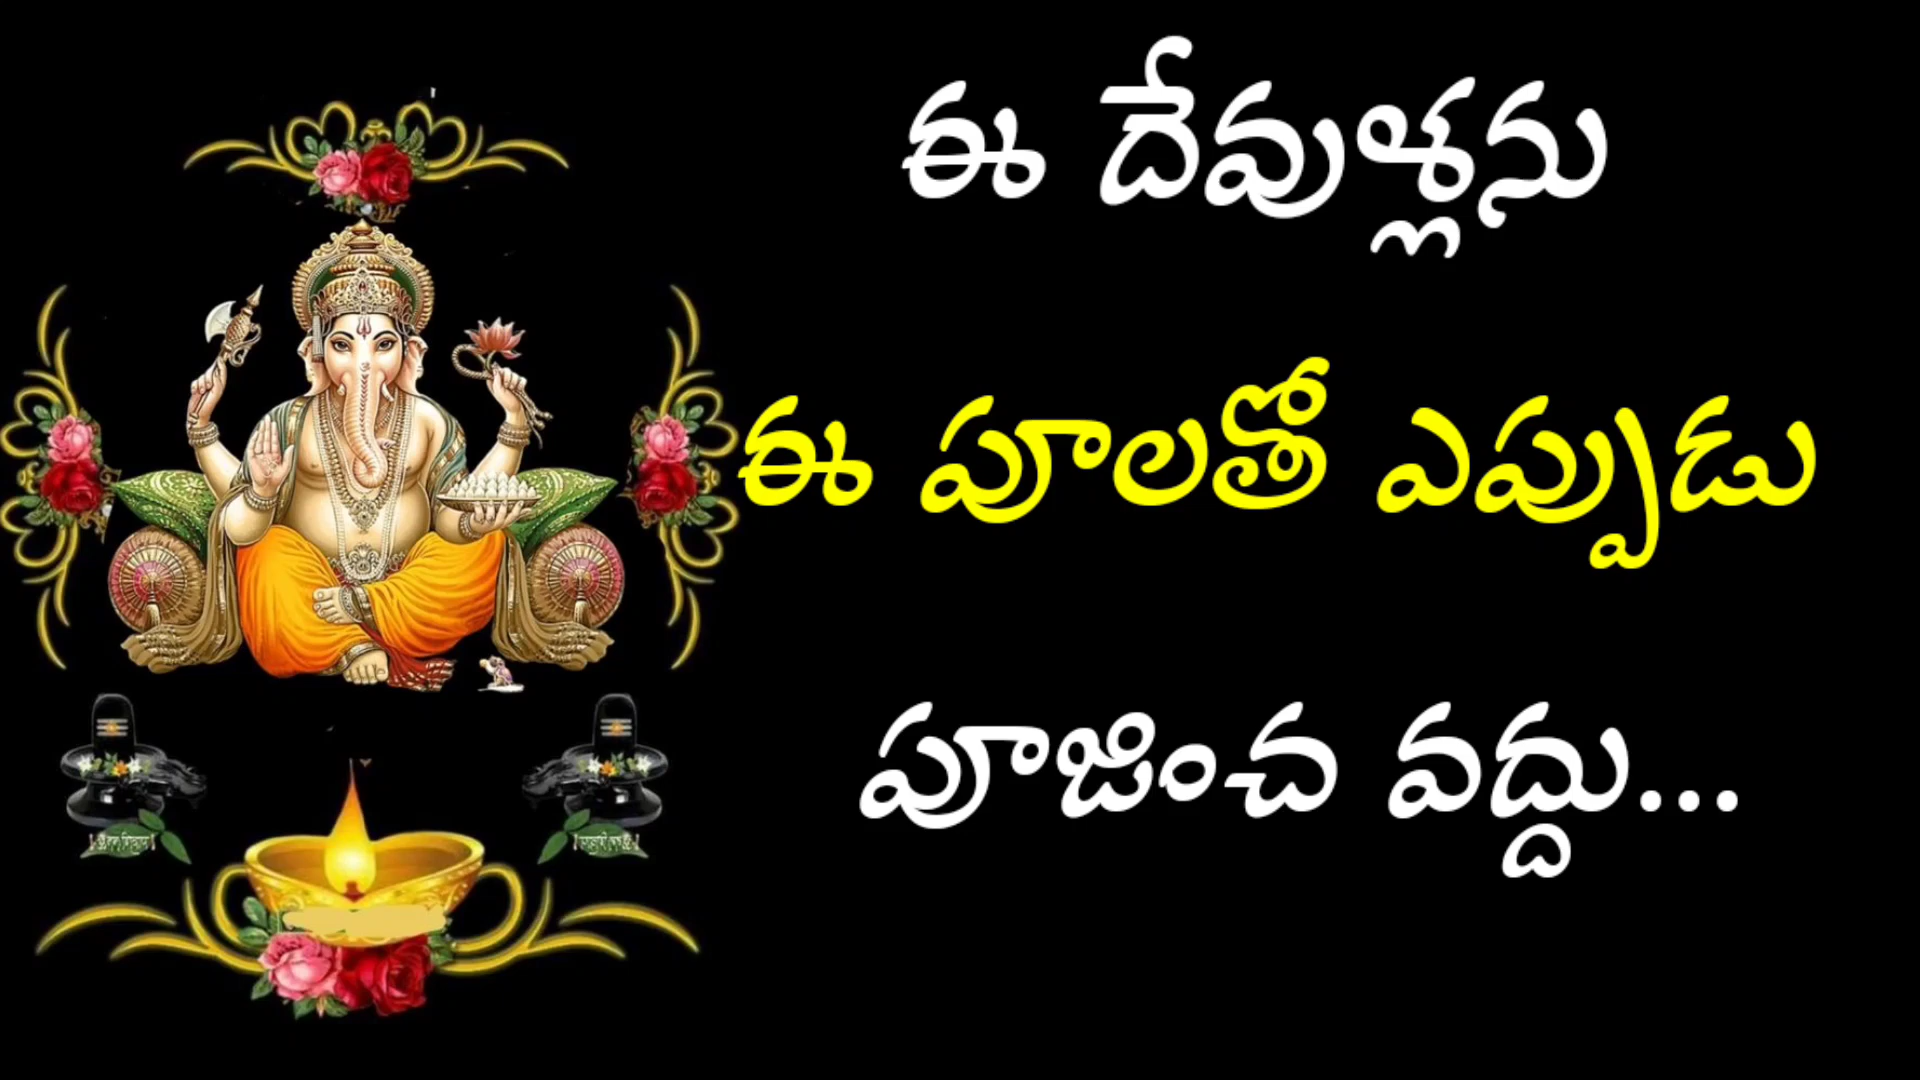 ఈ దేవుళ్లను
ఈ పూలతో ఎప్పుడు
పూజించ వద్దు...